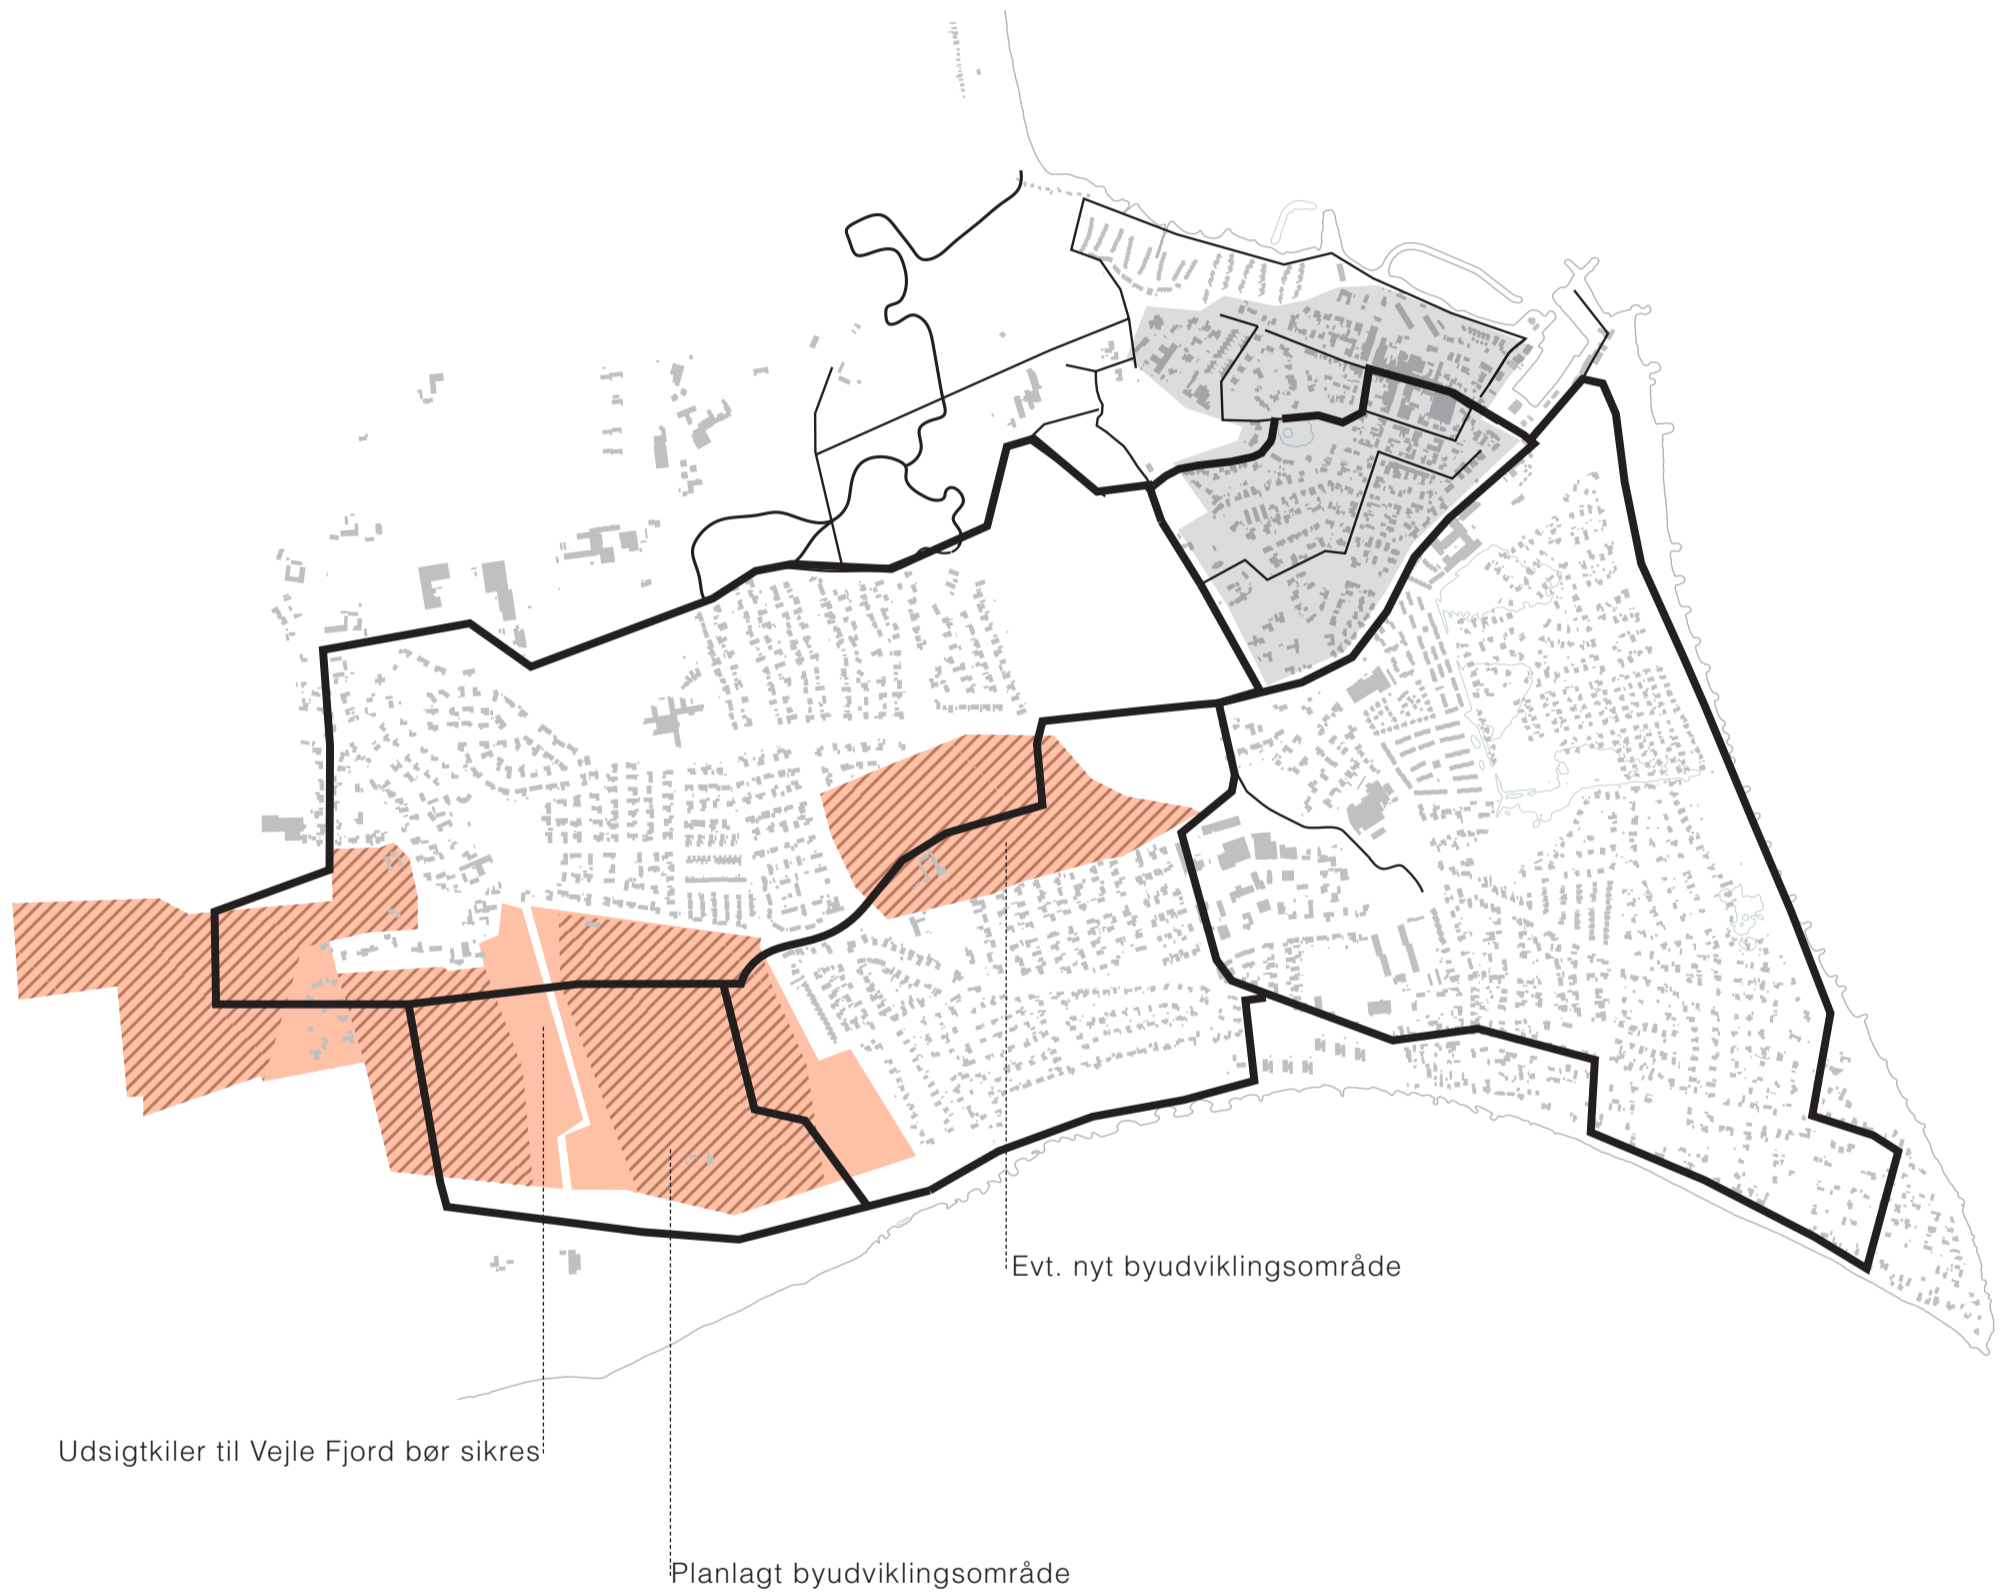 Evt. nyt byudviklingsområde
Udsigtkiler til Vejle Fjord bør sikres
Planlagt byudviklingsområde